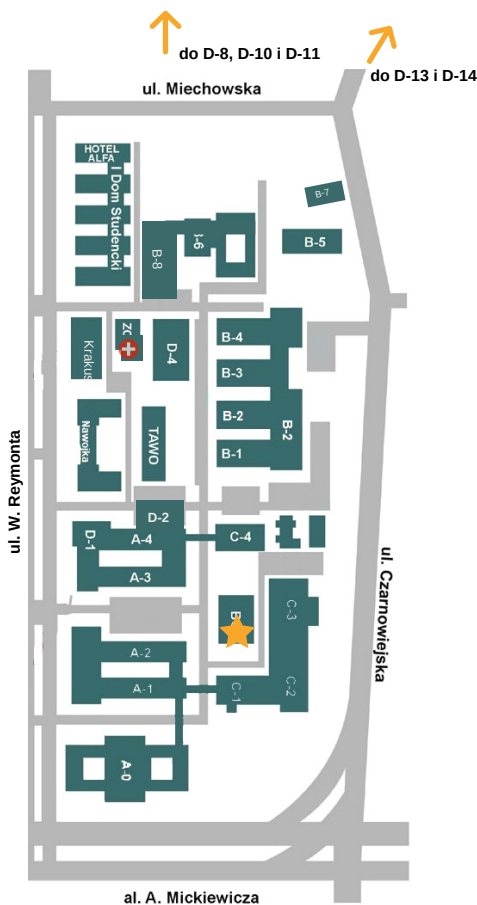 do D-8, D-10 i D-11
do D-13 i D-14
ul. Miechowska
HOTEL
ALFA
I Dom Studencki
B-7
B-8
B-5
Krakus
D-4
B-4
B-3
B-2
B-2
B-1
Nawojka
TAWO
ul. W. Reymonta
D-2
D-1
A-4
C-4
A-3
ul. Czarnowiejska
C-3
A-2
A-1
C-1
C-2
A-0
al. A. Mickiewicza